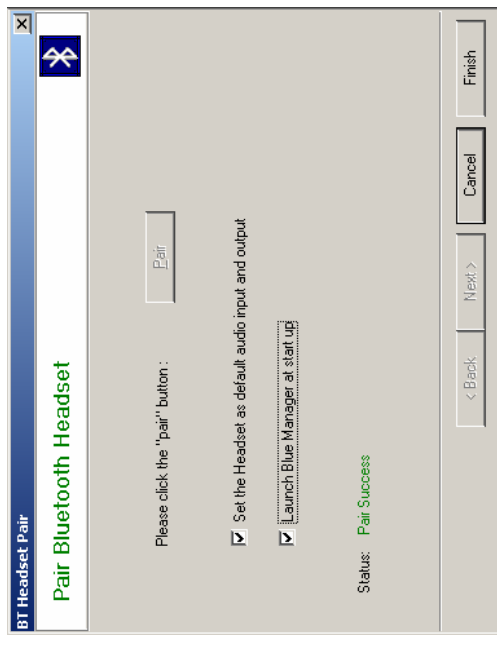 BT Headset Pair
Pair Bluetooth Headset
Please click the "pair" button :
Pair
Set the Headset as default audio input and output
Launch Blue Manager at start up
Status: Pair Success
< Back Next > Cancel Finish